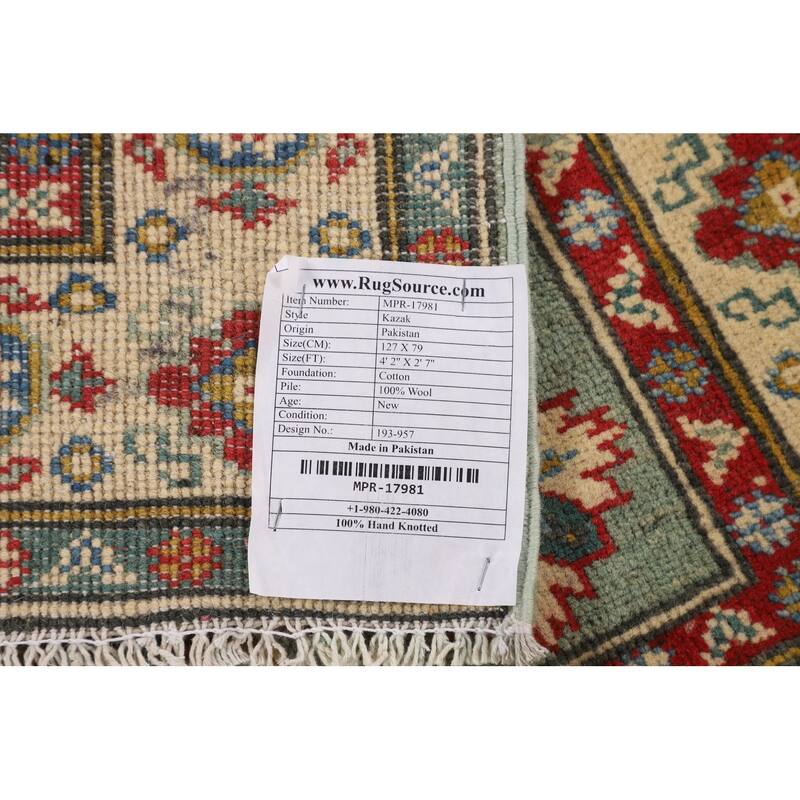 www.RugSource.com
Item Number: MPR-17981
Style Kazak
Origin Pakistan
Size(CM): 127 X 79
Size(FT): 4' 2" X 2' 7"
Foundation: Cotton
Pile: 100% Wool
Age: New
Condition:
Design No.: 193-957
Made in Pakistan
MPR-17981
+1-980-422-4080
100% Hand Knotted